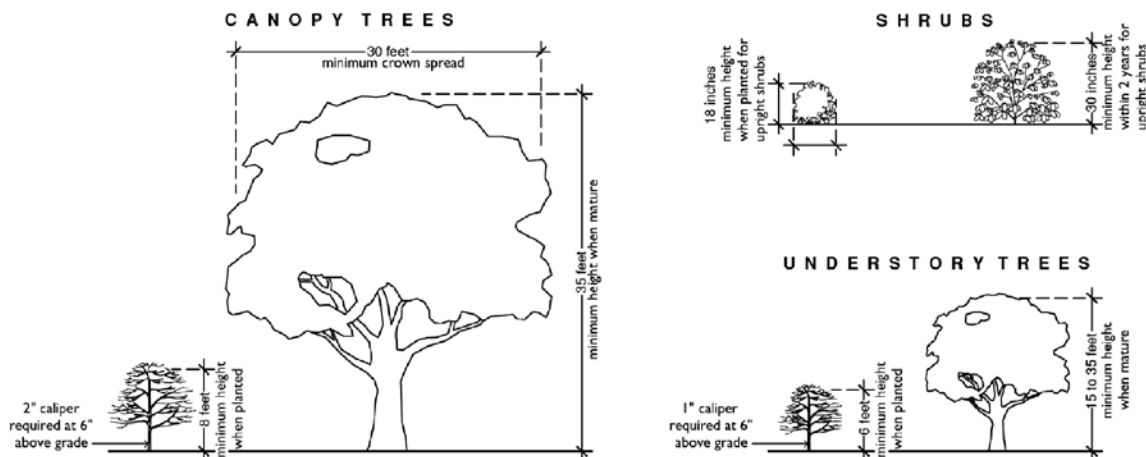 CANOPY TREES
30 feet
minimum crown spread
35 feet
minimum height when mature
2" caliper
required at 6"
above grade
8 feet
minimum height
when planted
SHRUBS
18 inches
minimum height
when planted for
upright shrubs
30 inches
minimum height
within 2 years for
upright shrubs
UNDERSTORY TREES
1" caliper
required at 6"
above grade
6 feet
minimum height
when planted
15 to 35 feet
minimum height
when mature